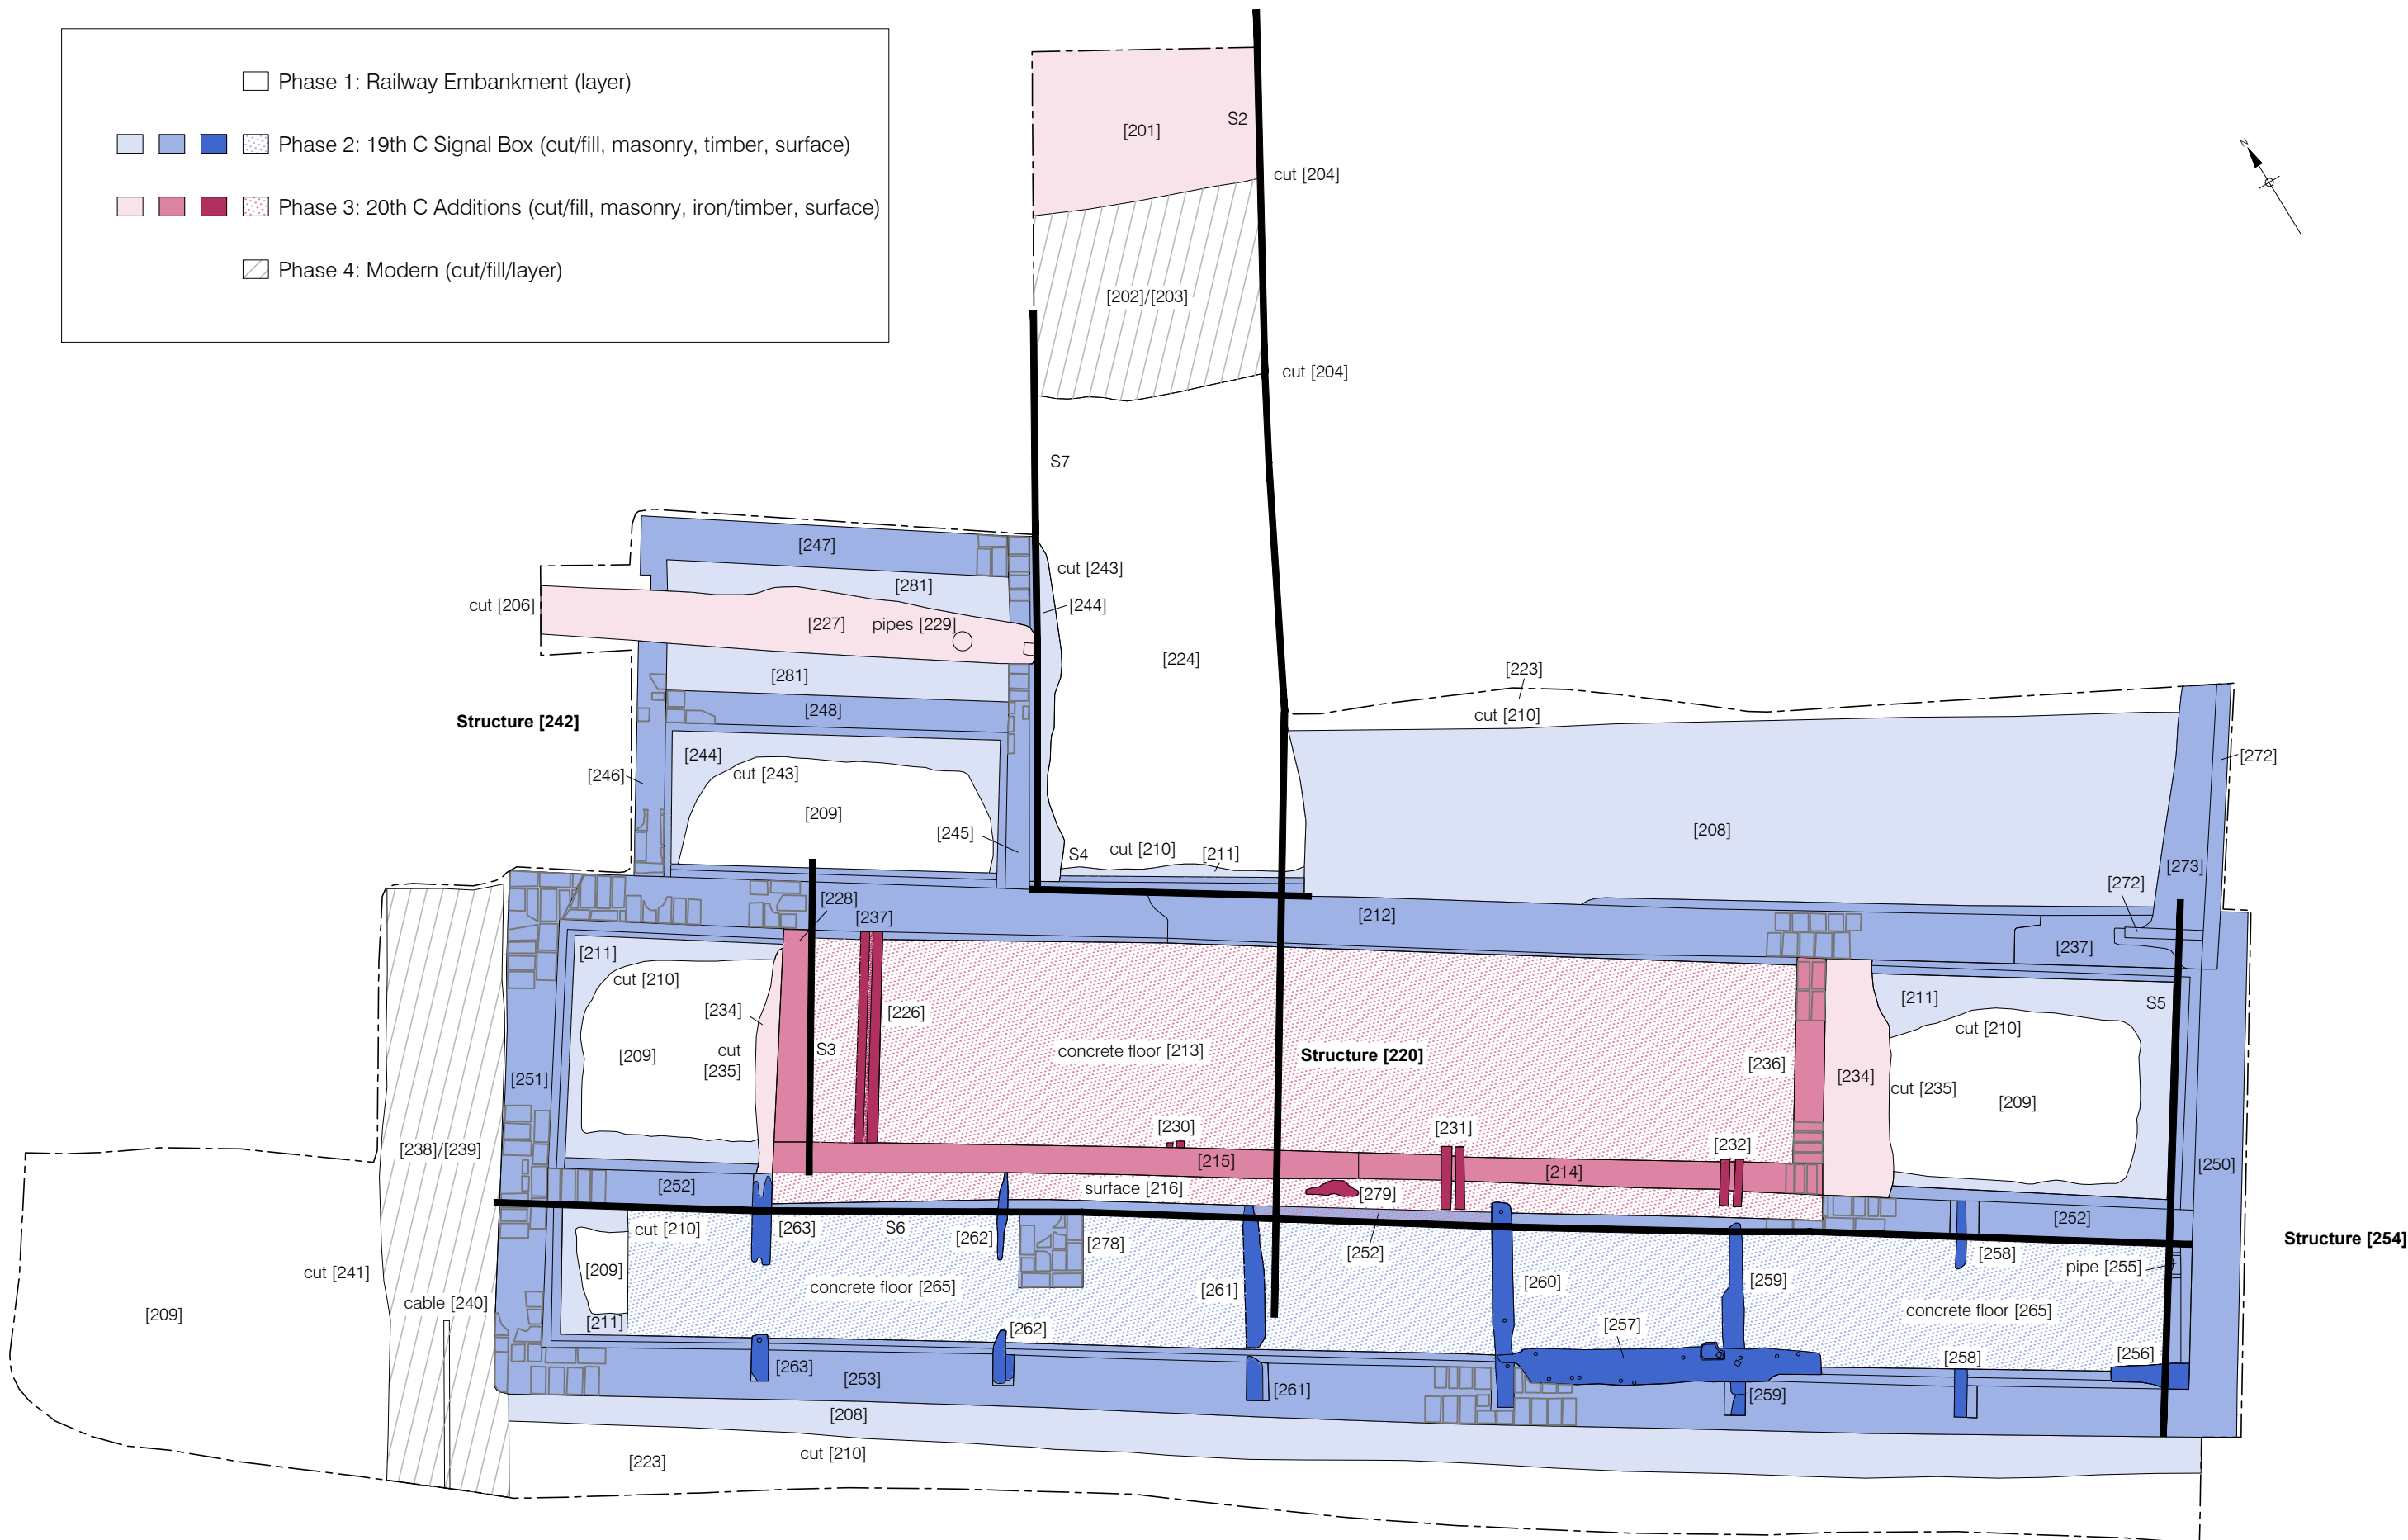 Phase 1: Railway Embankment (layer)
Phase 2: 19th C Signal Box (cut/fill, masonry, timber, surface)
Phase 3: 20th C Additions (cut/fill, masonry, iron/timber, surface)
Phase 4: Modern (cut/fill/layer)
N
S2
[201]
cut [204]
[202]/[203]
cut [204]
S7
[247]
cut [243]
[281]
cut [206]
[244]
[227]
pipes [229]
[224]
[223]
[281]
[248]
cut [210]
Structure [242]
[244]
[272]
[246]
cut [243]
[209]
[208]
[245]
S4
cut [210]
[211]
[273]
[272]
[228]
[237]
[212]
[237]
[211]
cut [210]
[211]
S5
[234]
[226]
cut [210]
S3
cut
[235]
[209]
concrete floor [213]
Structure [220]
[236]
[234]
cut [235]
[251]
[209]
[230]
[231]
[232]
[238]/[239]
[215]
[214]
[250]
[252]
surface [216]
[279]
cut [210]
[263]
S6
[262]
[278]
[252]
[252]
[258]
Structure [254]
pipe [255]
cut [241]
[209]
concrete floor [265]
[261]
[260]
[259]
cable [240]
concrete floor [265]
[209]
[211]
[262]
[257]
[263]
[253]
[258]
[256]
[261]
[259]
[208]
[223]
cut [210]